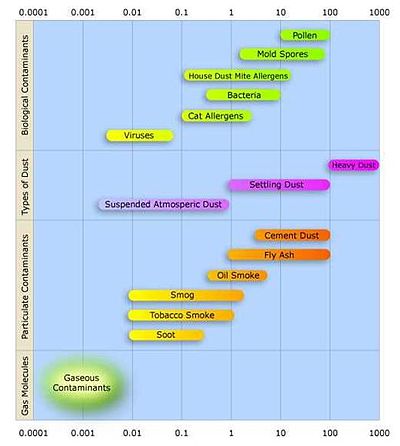 0.0001 0.001 0.01 0.1 1 10 100 1000
Biological Contaminants
Pollen
Mold Spores
House Dust Mite Allergens
Bacteria
Cat Allergens
Viruses
Types of Dust
Heavy Dust
Settling Dust
Suspended Atmosperic Dust
Particulate Contaminants
Cement Dust
Fly Ash
Oil Smoke
Smog
Tobacco Smoke
Soot
Gas Molecules
Gaseous
Contaminants
0.0001 0.001 0.01 0.1 1 10 100 1000